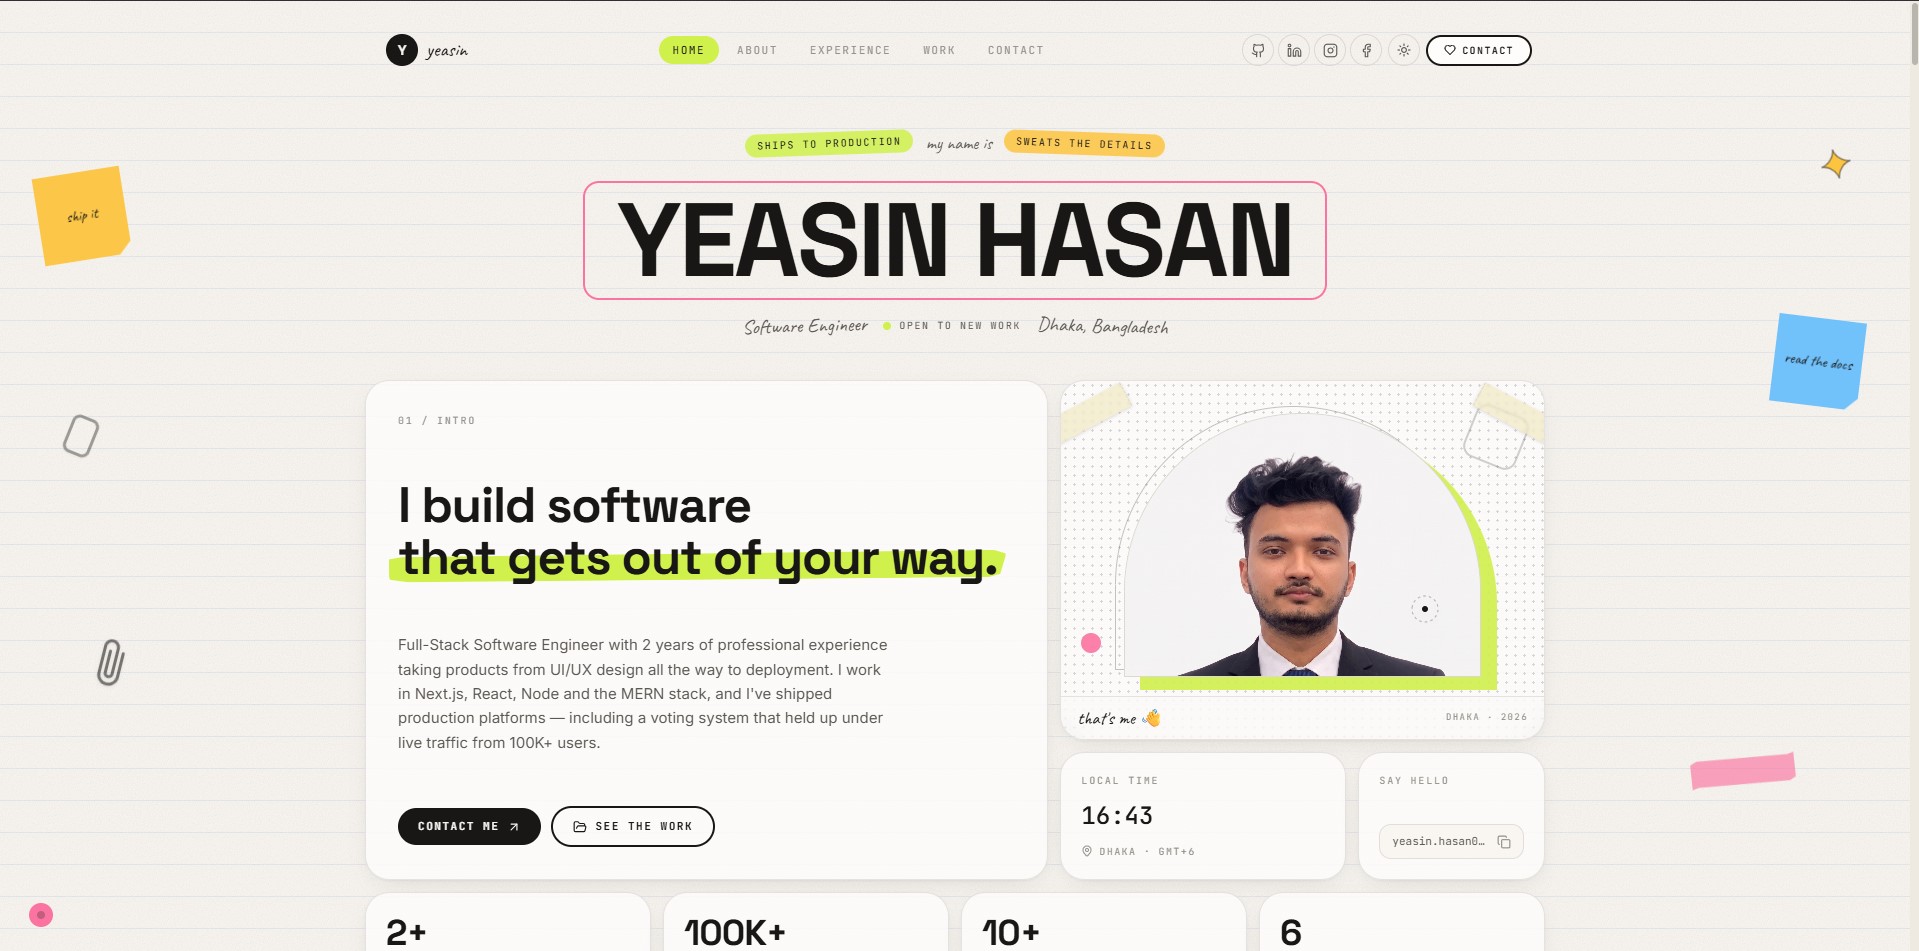 Y yeasin
HOME ABOUT EXPERIENCE WORK CONTACT
CONTACT
SHIPS TO PRODUCTION my name is SWEATS THE DETAILS
ship it
YEASIN HASAN
Software Engineer OPEN TO NEW WORK Dhaka, Bangladesh
read the docs
01 / INTRO
I build software
that gets out of your way.
Full-Stack Software Engineer with 2 years of professional experience
taking products from UI/UX design all the way to deployment. I work
in Next.js, React, Node and the MERN stack, and I've shipped
production platforms — including a voting system that held up under
live traffic from 100K+ users.
CONTACT ME SEE THE WORK
that's me 👋 DHAKA · 2026
LOCAL TIME
16:43
DHAKA · GMT+6
SAY HELLO
yeasin.hasan0…
2+ 100K+ 10+ 6